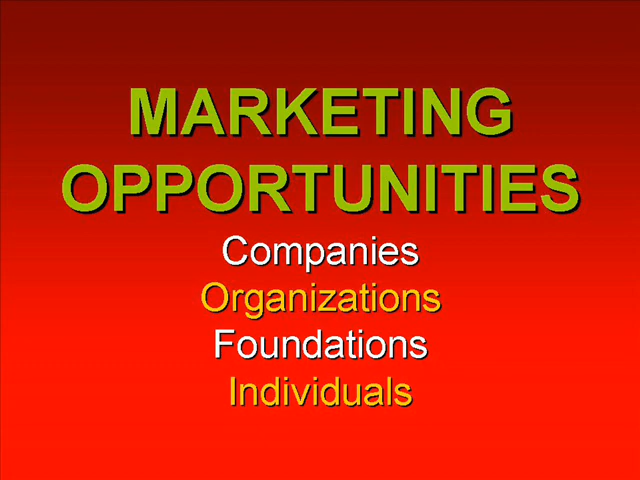 MARKETING
OPPORTUNITIES
Companies
Organizations
Foundations
Individuals